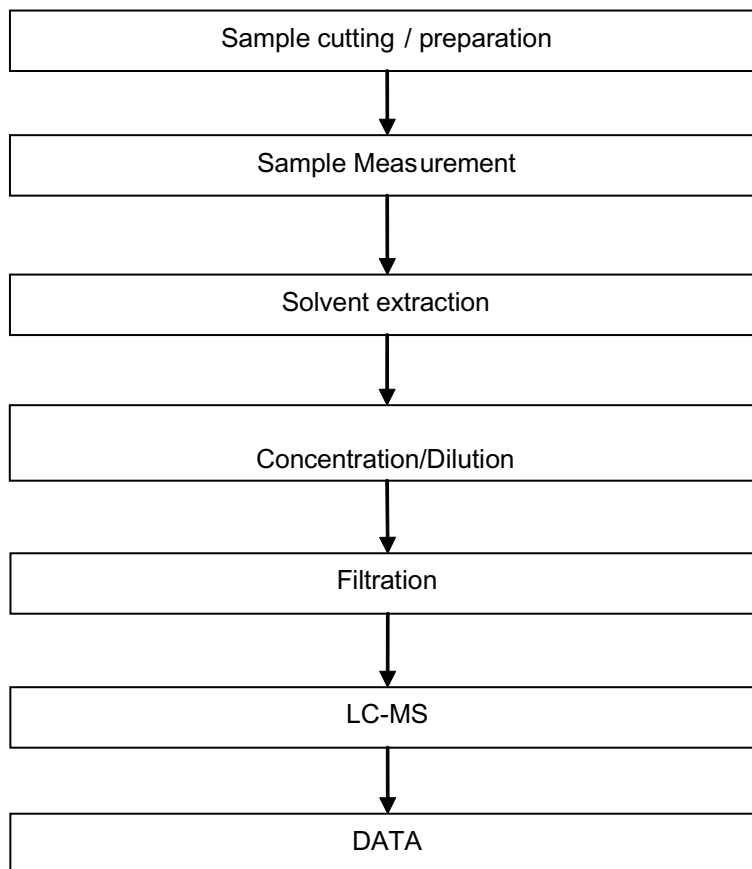 Sample cutting / preparation
Sample Measurement
Solvent extraction
Concentration/Dilution
Filtration
LC-MS
DATA